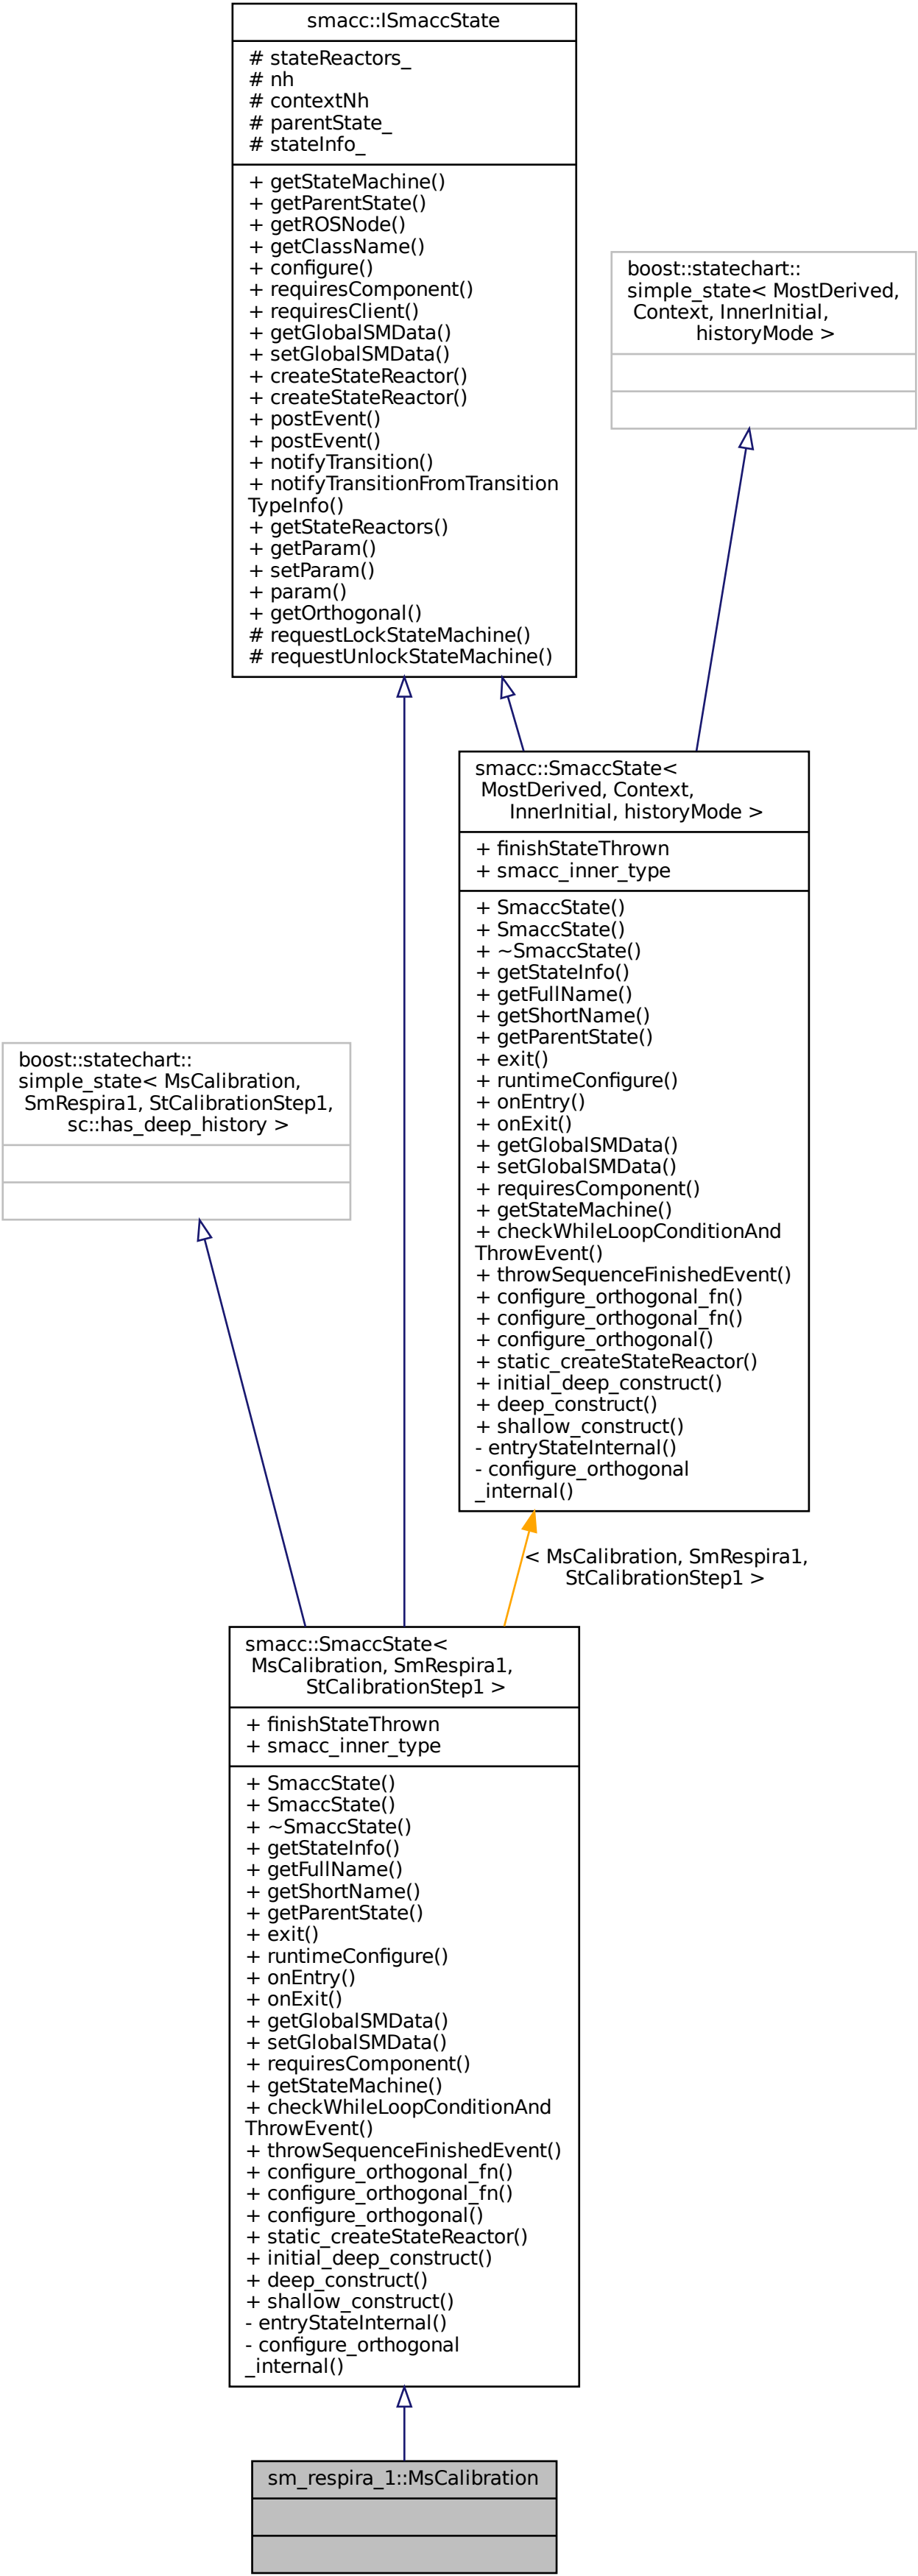 smacc::ISmaccState
# stateReactors_
# nh
# contextNh
# parentState_
# stateInfo_
+ getStateMachine()
+ getParentState()
+ getROSNode()
+ getClassName()
+ configure()
+ requiresComponent()
+ requiresClient()
+ getGlobalSMData()
+ setGlobalSMData()
+ createStateReactor()
+ createStateReactor()
+ postEvent()
+ postEvent()
+ notifyTransition()
+ notifyTransitionFromTransition
TypeInfo()
+ getStateReactors()
+ getParam()
+ setParam()
+ param()
+ getOrthogonal()
# requestLockStateMachine()
# requestUnlockStateMachine()
boost::statechart::
simple_state< MostDerived,
Context, InnerInitial,
historyMode >
smacc::SmaccState<
MostDerived, Context,
InnerInitial, historyMode >
+ finishStateThrown
+ smacc_inner_type
+ SmaccState()
+ SmaccState()
+ ~SmaccState()
+ getStateInfo()
+ getFullName()
+ getShortName()
+ getParentState()
+ exit()
+ runtimeConfigure()
+ onEntry()
+ onExit()
+ getGlobalSMData()
+ setGlobalSMData()
+ requiresComponent()
+ getStateMachine()
+ checkWhileLoopConditionAnd
ThrowEvent()
+ throwSequenceFinishedEvent()
+ configure_orthogonal_fn()
+ configure_orthogonal_fn()
+ configure_orthogonal()
+ static_createStateReactor()
+ initial_deep_construct()
+ deep_construct()
+ shallow_construct()
- entryStateInternal()
- configure_orthogonal
_internal()
boost::statechart::
simple_state< MsCalibration,
SmRespira1, StCalibrationStep1,
sc::has_deep_history >
< MsCalibration, SmRespira1,
StCalibrationStep1 >
smacc::SmaccState<
MsCalibration, SmRespira1,
StCalibrationStep1 >
+ finishStateThrown
+ smacc_inner_type
+ SmaccState()
+ SmaccState()
+ ~SmaccState()
+ getStateInfo()
+ getFullName()
+ getShortName()
+ getParentState()
+ exit()
+ runtimeConfigure()
+ onEntry()
+ onExit()
+ getGlobalSMData()
+ setGlobalSMData()
+ requiresComponent()
+ getStateMachine()
+ checkWhileLoopConditionAnd
ThrowEvent()
+ throwSequenceFinishedEvent()
+ configure_orthogonal_fn()
+ configure_orthogonal_fn()
+ configure_orthogonal()
+ static_createStateReactor()
+ initial_deep_construct()
+ deep_construct()
+ shallow_construct()
- entryStateInternal()
- configure_orthogonal
_internal()
sm_respira_1::MsCalibration